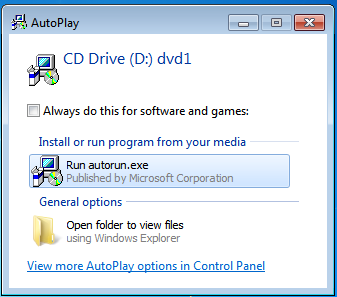 AutoPlay
CD Drive (D:) dvd1
Always do this for software and games:
Install or run program from your media
Run autorun.exe
Published by Microsoft Corporation
General options
Open folder to view files
using Windows Explorer
View more AutoPlay options in Control Panel